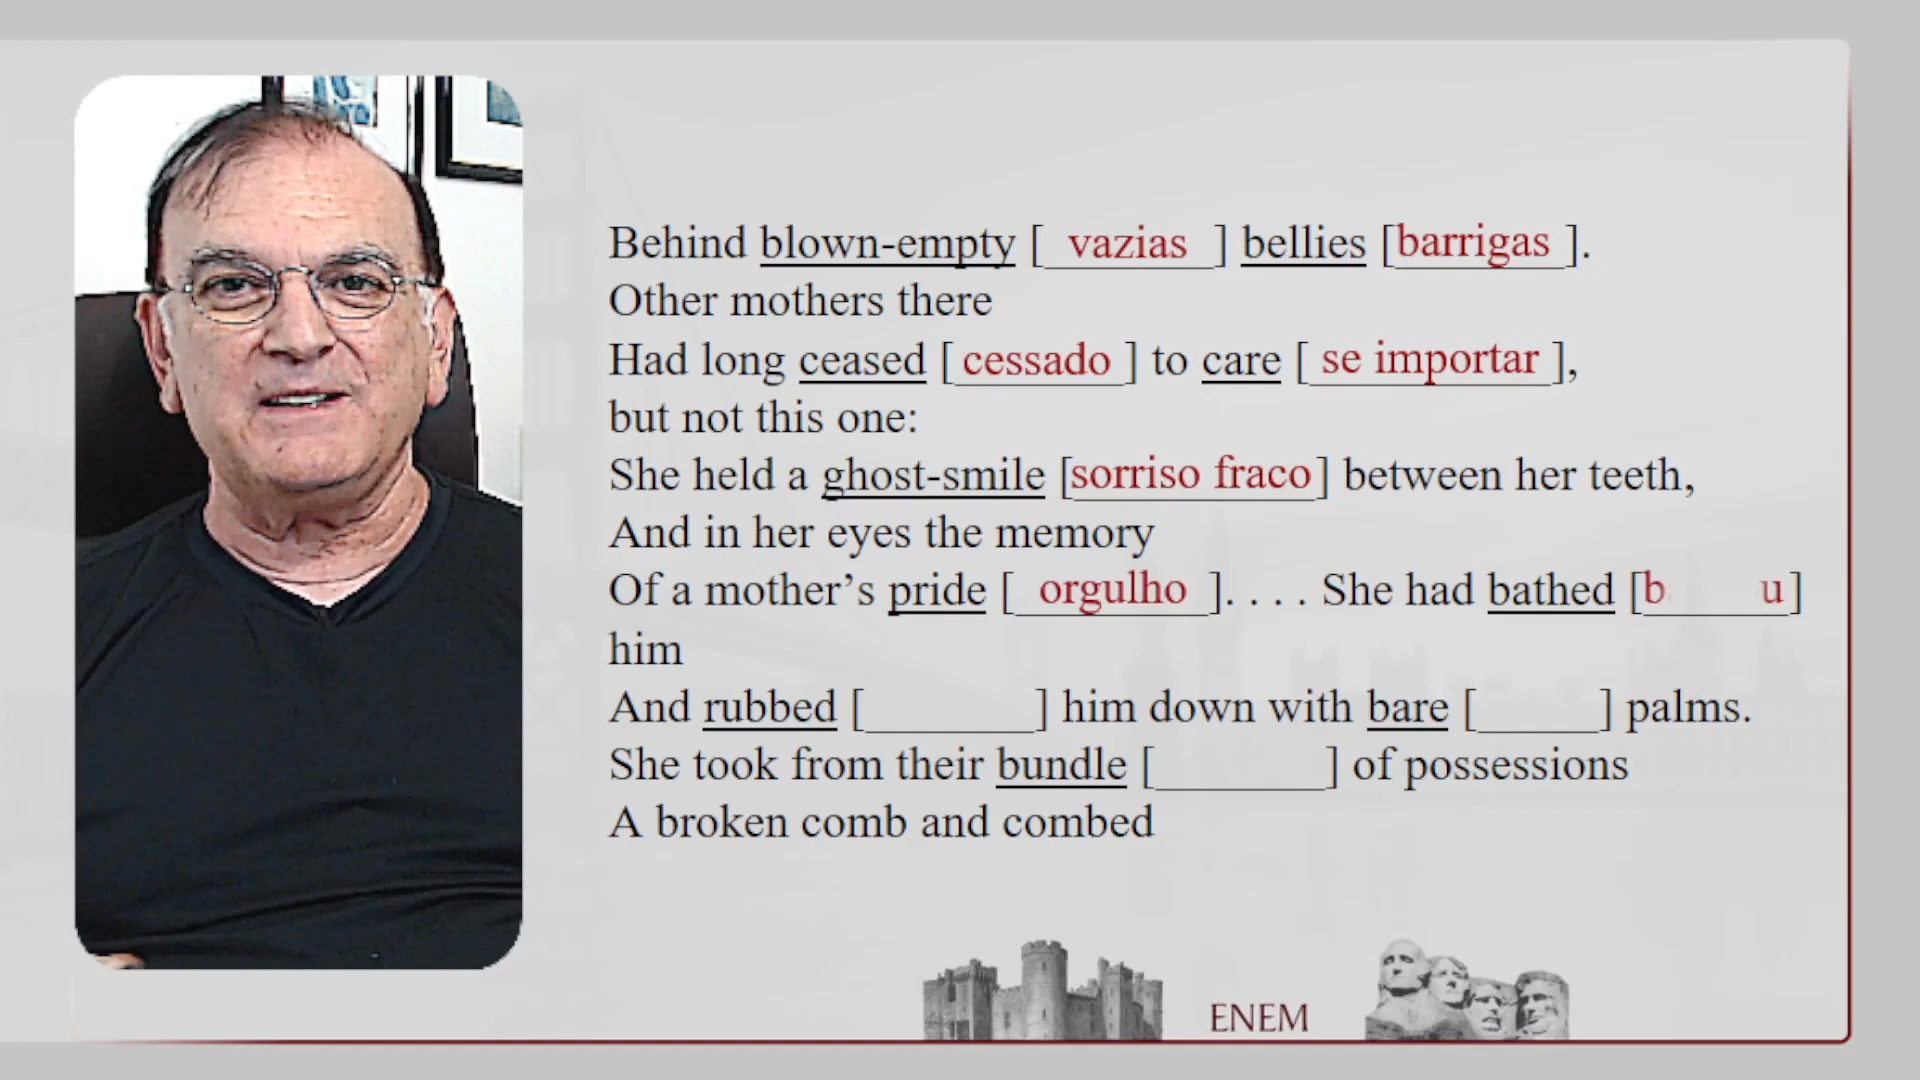 Behind blown-empty [ vazias ] bellies [barrigas ].
Other mothers there
Had long ceased [ cessado ] to care [ se importar ],
but not this one:
She held a ghost-smile [sorriso fraco] between her teeth,
And in her eyes the memory
Of a mother’s pride [ orgulho ]. . . . She had bathed [b u]
him
And rubbed [_______] him down with bare [_____] palms.
She took from their bundle [_______] of possessions
A broken comb and combed
ENEM